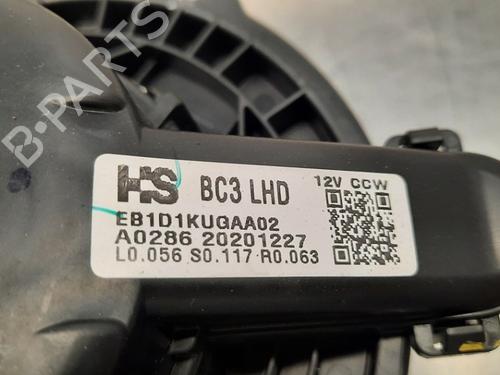 B-PARTS
HS BC3 LHD 12V CCW
EB1D1KUGAA02
A0286 20201227
L0.056 S0.117 R0.063